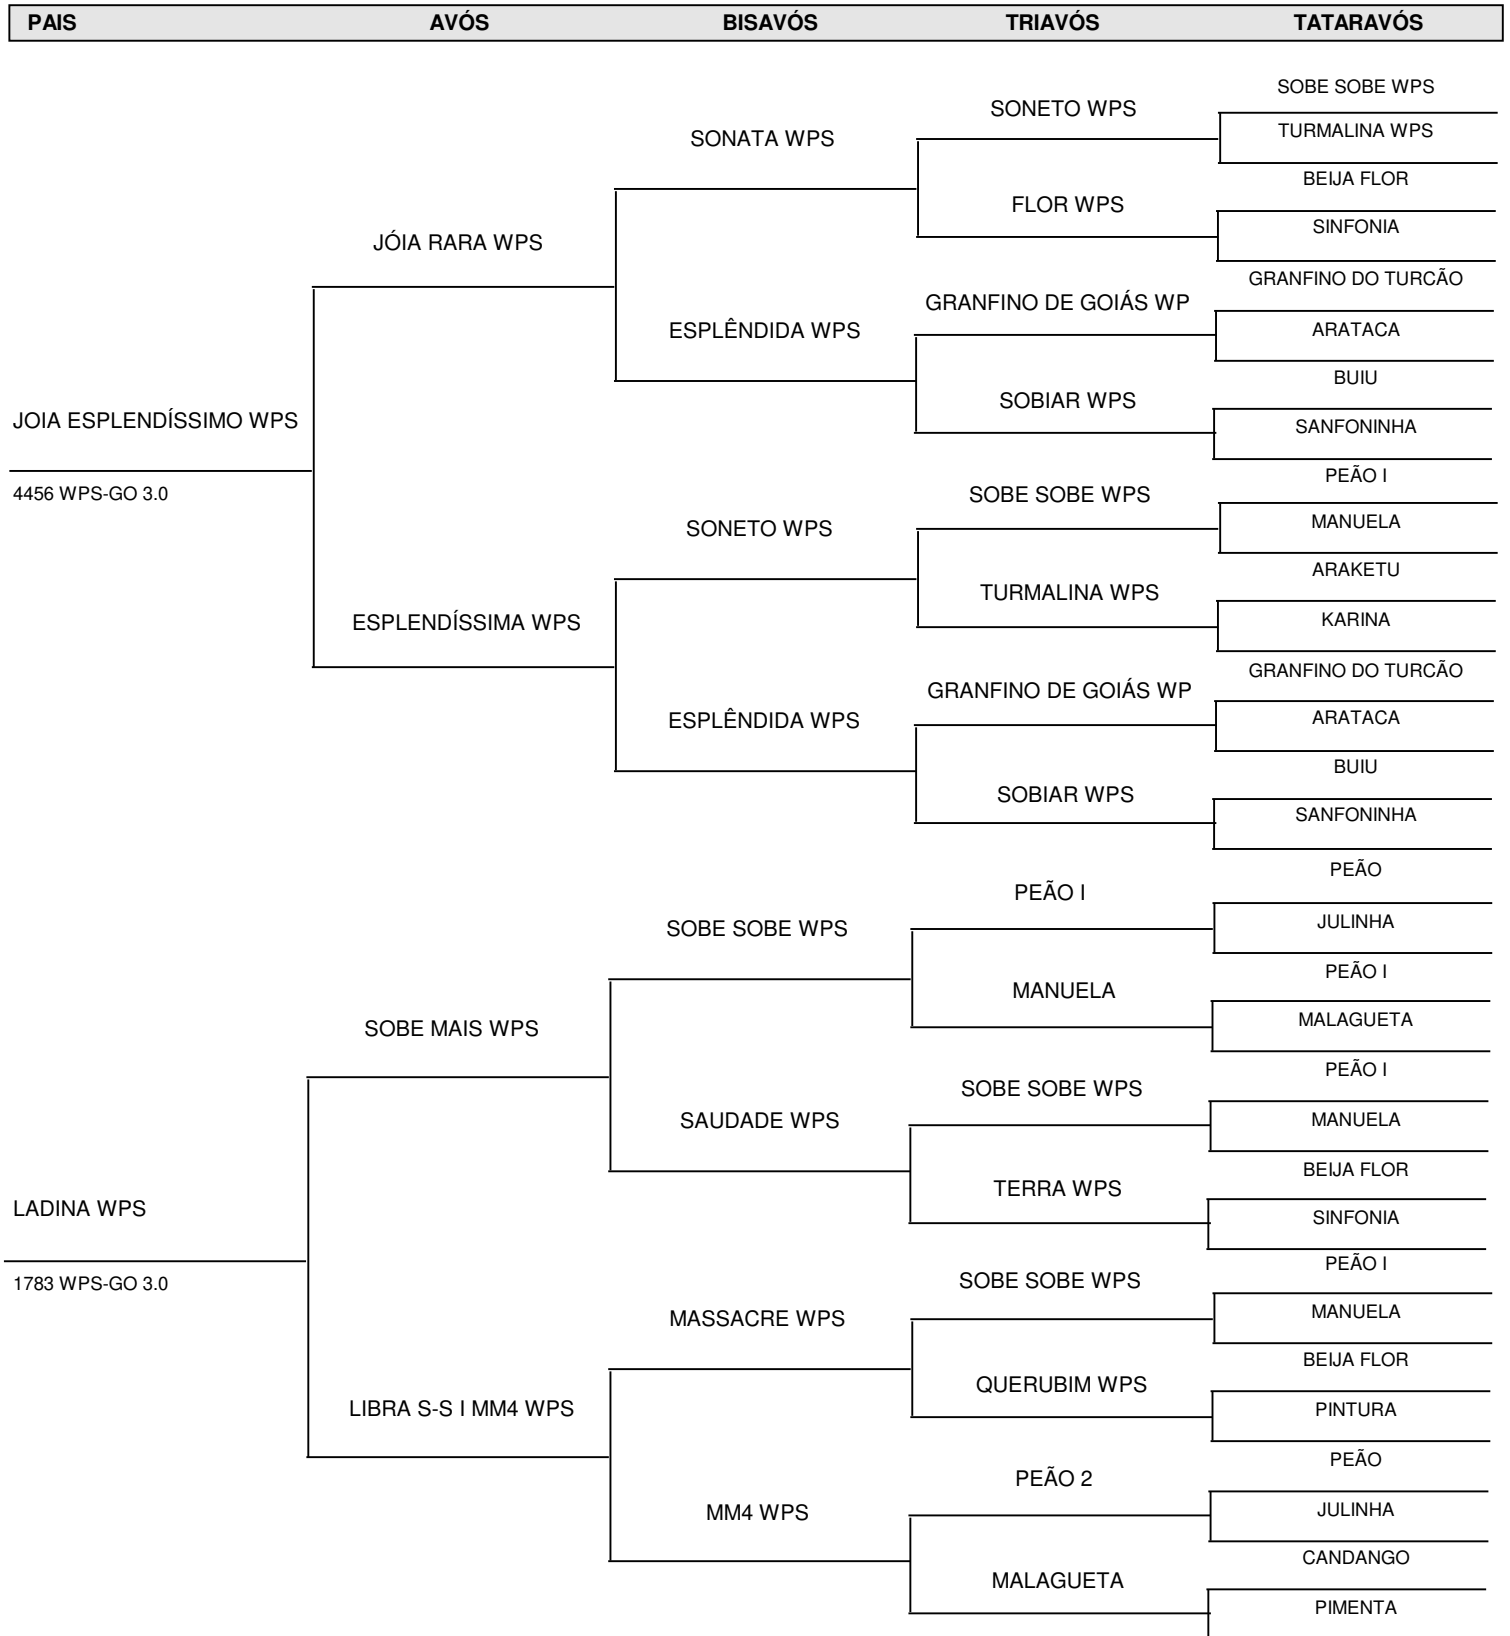 PAIS AVÓS BISAVÓS TRIAVÓS TATARAVÓS
SOBE SOBE WPS
SONETO WPS
TURMALINA WPS
SONATA WPS
BEIJA FLOR
FLOR WPS
SINFONIA
JÓIA RARA WPS
GRANFINO DO TURCÃO
GRANFINO DE GOIÁS WP
ARATACA
ESPLÊNDIDA WPS
BUIU
SOBIAR WPS
SANFONINHA
JOIA ESPLENDÍSSIMO WPS
4456 WPS-GO 3.0
PEÃO I
SOBE SOBE WPS
MANUELA
SONETO WPS
ARAKETU
TURMALINA WPS
KARINA
ESPLENDÍSSIMA WPS
GRANFINO DO TURCÃO
GRANFINO DE GOIÁS WP
ARATACA
ESPLÊNDIDA WPS
BUIU
SOBIAR WPS
SANFONINHA
PEÃO
PEÃO I
JULINHA
SOBE SOBE WPS
PEÃO I
MANUELA
MALAGUETA
SOBE MAIS WPS
PEÃO I
SOBE SOBE WPS
MANUELA
SAUDADE WPS
BEIJA FLOR
TERRA WPS
SINFONIA
LADINA WPS
1783 WPS-GO 3.0
PEÃO I
SOBE SOBE WPS
MANUELA
MASSACRE WPS
BEIJA FLOR
QUERUBIM WPS
PINTURA
LIBRA S-S I MM4 WPS
PEÃO
PEÃO 2
JULINHA
MM4 WPS
CANDANGO
MALAGUETA
PIMENTA